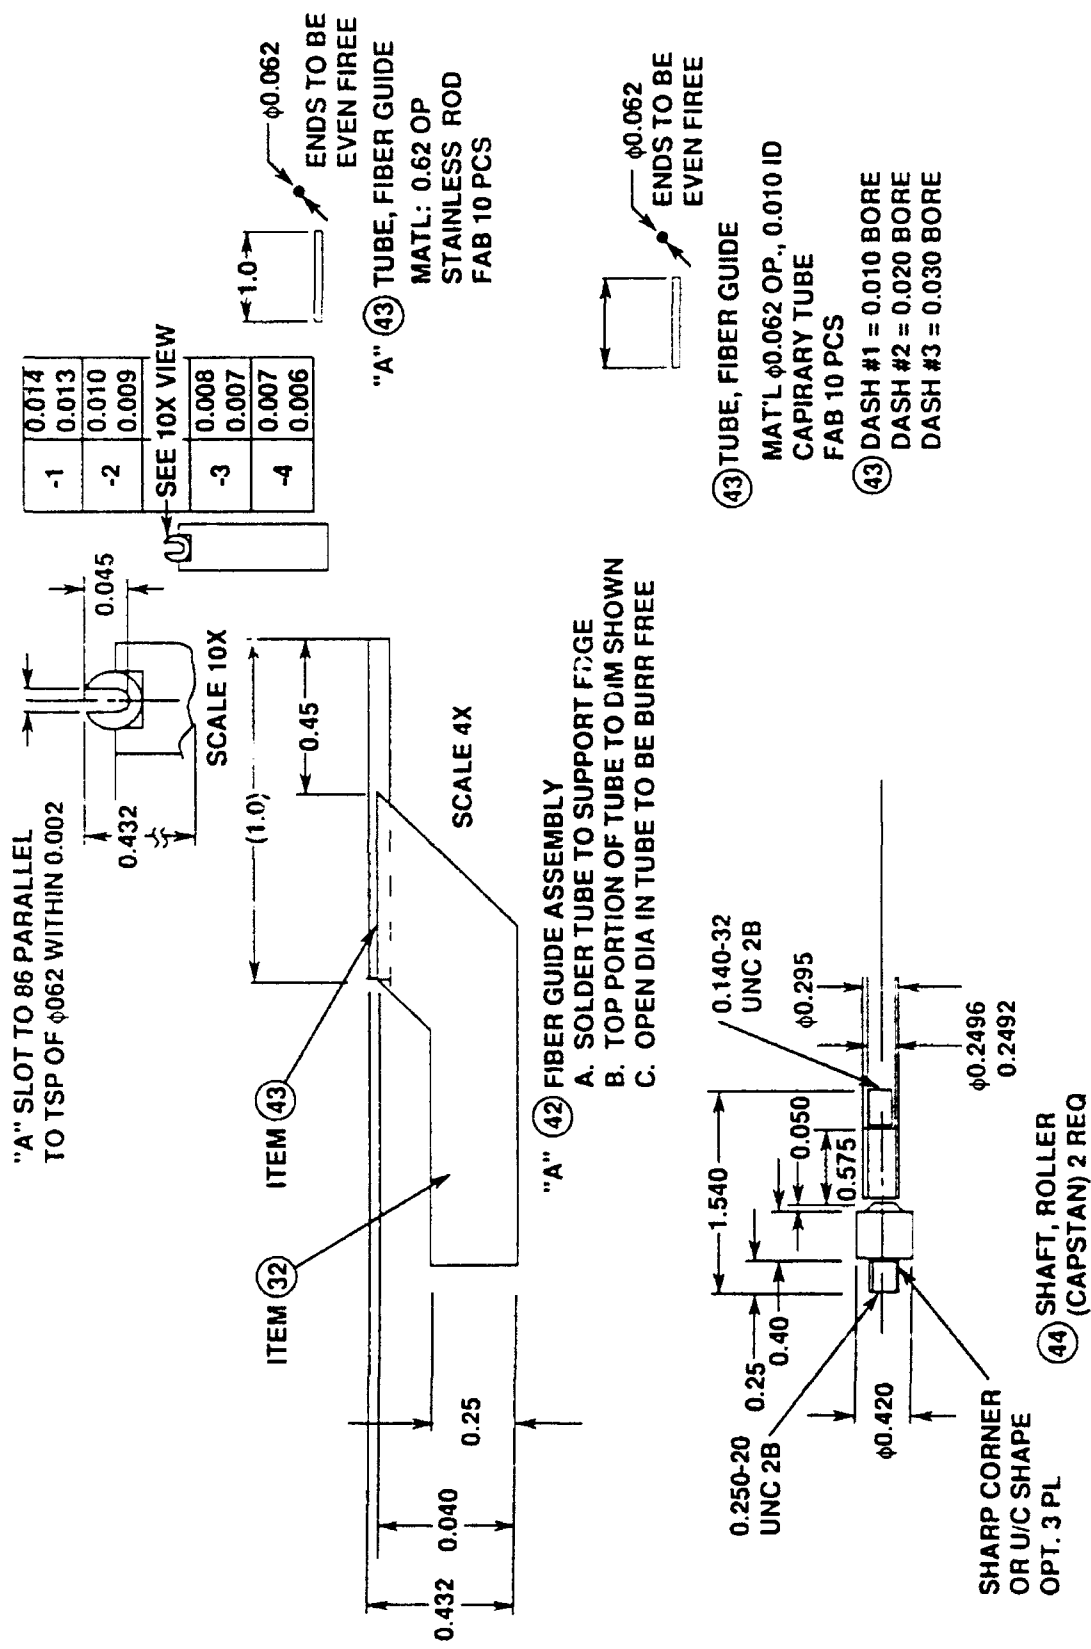 "A" SLOT TO 86 PARALLEL
TO TSP OF φ062 WITHIN 0.002
0.432
0.045
SCALE 10X
-1 0.014
0.013
-2 0.010
0.009
SEE 10X VIEW
-3 0.008
0.007
-4 0.007
0.006
1.0
φ0.062
ENDS TO BE
EVEN FIREE
"A" 43 TUBE, FIBER GUIDE
MATL: 0.62 OP
STAINLESS ROD
FAB 10 PCS
ITEM 32
ITEM 43
(1.0)
0.45
SCALE 4X
0.25
0.040
0.432
"A" 42 FIBER GUIDE ASSEMBLY
A. SOLDER TUBE TO SUPPORT
B. TOP PORTION OF TUBE TO DIM SHOWN
C. OPEN DIA IN TUBE TO BE BURR FREE
φ0.062
ENDS TO BE
EVEN FIREE
43 TUBE, FIBER GUIDE
MAT'L φ0.062 OP., 0.010 ID
CAPIRARY TUBE
FAB 10 PCS
43 DASH #1 = 0.010 BORE
DASH #2 = 0.020 BORE
DASH #3 = 0.030 BORE
0.250-20
UNC 2B
0.25
0.40
1.540
0.050
0.575
0.140-32
UNC 2B
φ0.295
φ0.2496
0.2492
φ0.420
SHARP CORNER
OR U/C SHAPE
OPT. 3 PL
44 SHAFT, ROLLER
(CAPSTAN) 2 REQ